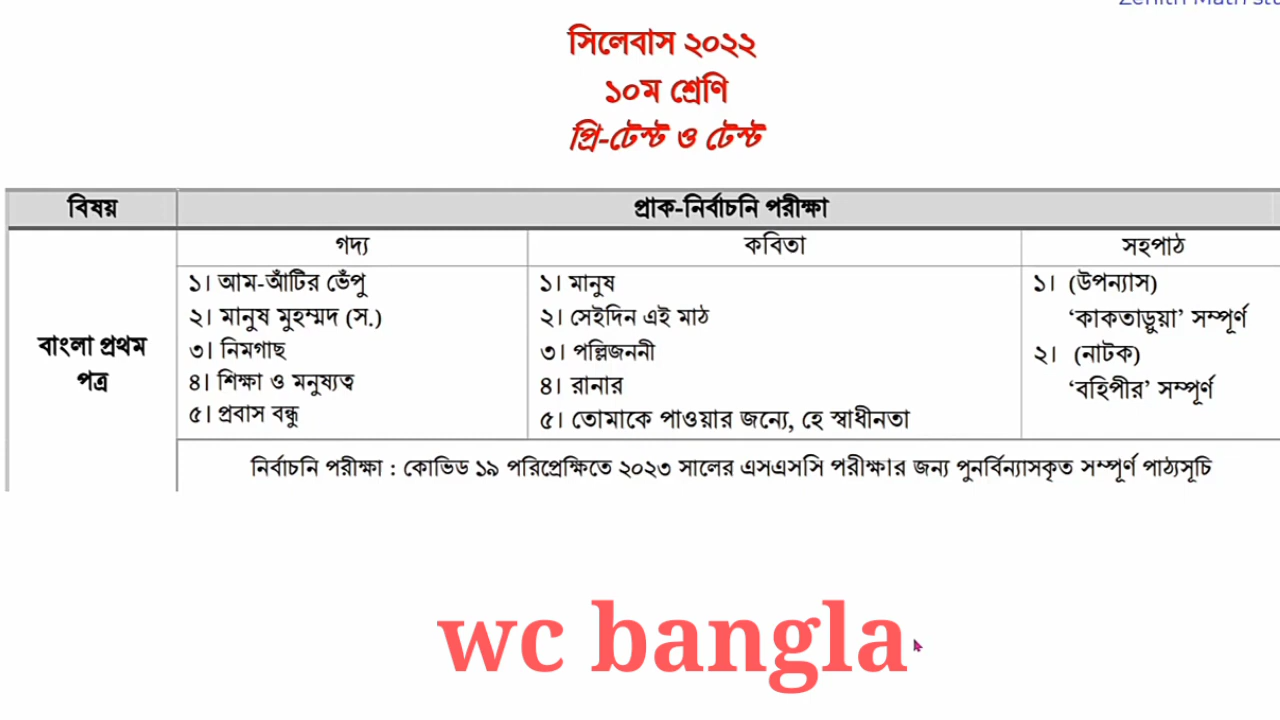 Zenith Math
সিলেবাস ২০২২
১০ম শ্রেণি
প্রি-টেস্ট ও টেস্ট
বিষয়
প্রাক-নির্বাচনি পরীক্ষা
বাংলা প্রথম
পত্র
গদ্য
১। আম-আঁটির ভেঁপু
২। মানুষ মুহম্মদ (স.)
৩। নিমগাছ
৪। শিক্ষা ও মনুষ্যত্ব
৫। প্রবাস বন্ধু
কবিতা
১। মানুষ
২। সেইদিন এই মাঠ
৩। পল্লিজননী
৪। রানার
৫। তোমাকে পাওয়ার জন্যে, হে স্বাধীনতা
সহপাঠ
১। (উপন্যাস)
‘কাকতাড়ুয়া’ সম্পূর্ণ
২। (নাটক)
‘বহিপীর’ সম্পূর্ণ
নির্বাচনি পরীক্ষা : কোভিড ১৯ পরিপ্রেক্ষিতে ২০২৩ সালের এসএসসি পরীক্ষার জন্য পুনর্বিন্যাসকৃত সম্পূর্ণ পাঠ্যসূচি
wc bangla